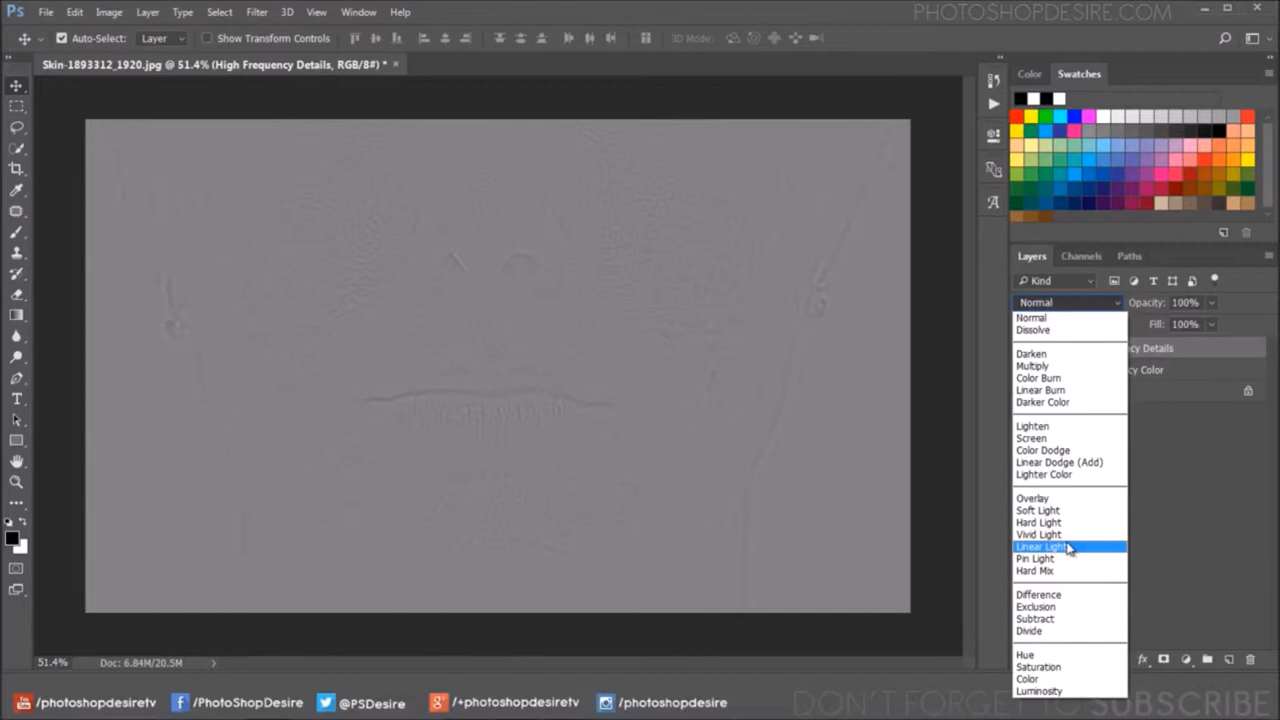 PHOTOSHOPDESIRE.COM
Ps File Edit Image Layer Type Select Filter 3D View Window Help
Auto-Select: Layer Show Transform Controls 3D Mode:
Skin-1893312_1920.jpg @ 51.4% (High Frequency Details, RGB/8#) * ×
Color Swatches
Layers Channels Paths
Kind
Normal Opacity: 100%
Fill: 100%
Normal
Dissolve
Darken
Multiply
Color Burn
Linear Burn
Darker Color
Lighten
Screen
Color Dodge
Linear Dodge (Add)
Lighter Color
Overlay
Soft Light
Hard Light
Vivid Light
Linear Light
Pin Light
Hard Mix
Difference
Exclusion
Subtract
Divide
Hue
Saturation
Color
Luminosity
cy Details
cy Color
fx
51.4% Doc: 6.84M/20.5M
You Tube /photoshopdesiretv f /PhotoShopDesire @PSDesire g+ /+photoshopdesiretv /photoshopdesire
DON'T FORGET TO SUBSCRIBE